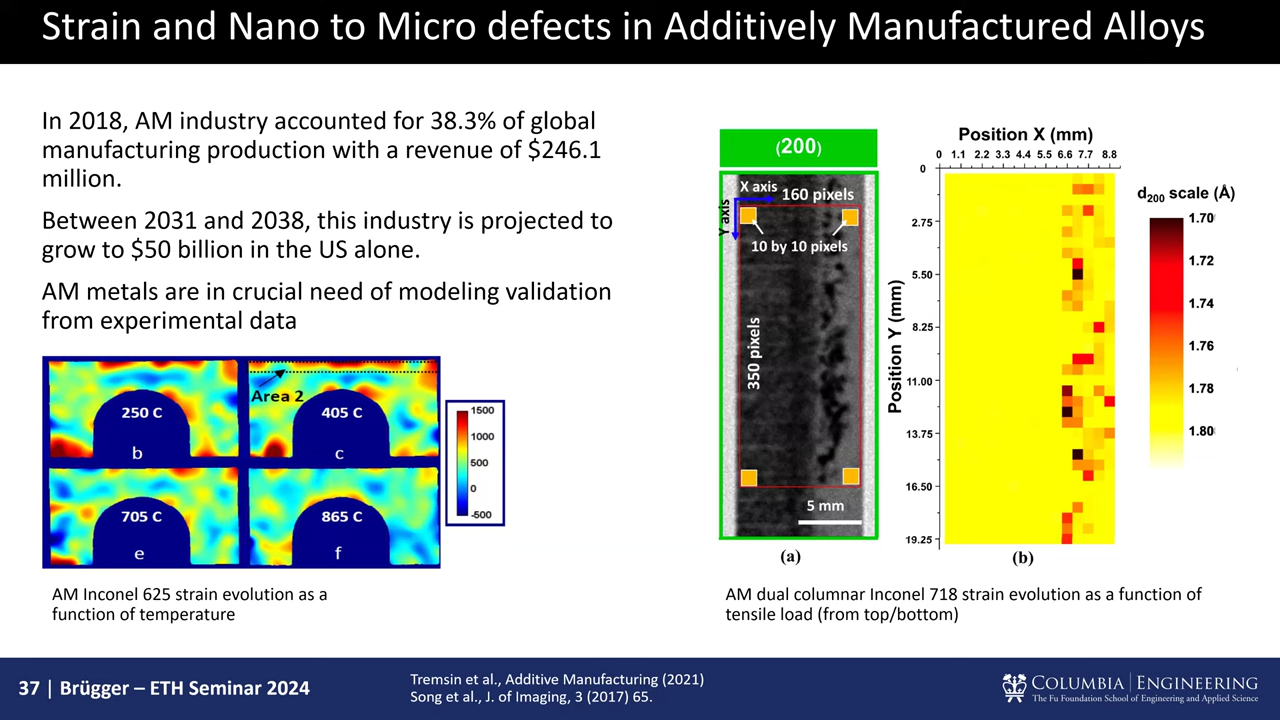 Strain and Nano to Micro defects in Additively Manufactured Alloys
In 2018, AM industry accounted for 38.3% of global
manufacturing production with a revenue of $246.1
million.
Between 2031 and 2038, this industry is projected to
grow to $50 billion in the US alone.
AM metals are in crucial need of modeling validation
from experimental data
250 C
b
Area 2
405 C
c
705 C
e
865 C
f
1500
1000
500
0
-500
AM Inconel 625 strain evolution as a
function of temperature
(200)
X axis
160 pixels
Y axis
10 by 10 pixels
350 pixels
5 mm
(a)
Position X (mm)
0 1.1 2.2 3.3 4.4 5.5 6.6 7.7 8.8
Position Y (mm)
0
2.75
5.50
8.25
11.00
13.75
16.50
19.25
(b)
d200 scale (Å)
1.70
1.72
1.74
1.76
1.78
1.80
AM dual columnar Inconel 718 strain evolution as a function of
tensile load (from top/bottom)
37 | Brügger – ETH Seminar 2024
Tremsin et al., Additive Manufacturing (2021)
Song et al., J. of Imaging, 3 (2017) 65.
COLUMBIA | ENGINEERING
The Fu Foundation School of Engineering and Applied Science